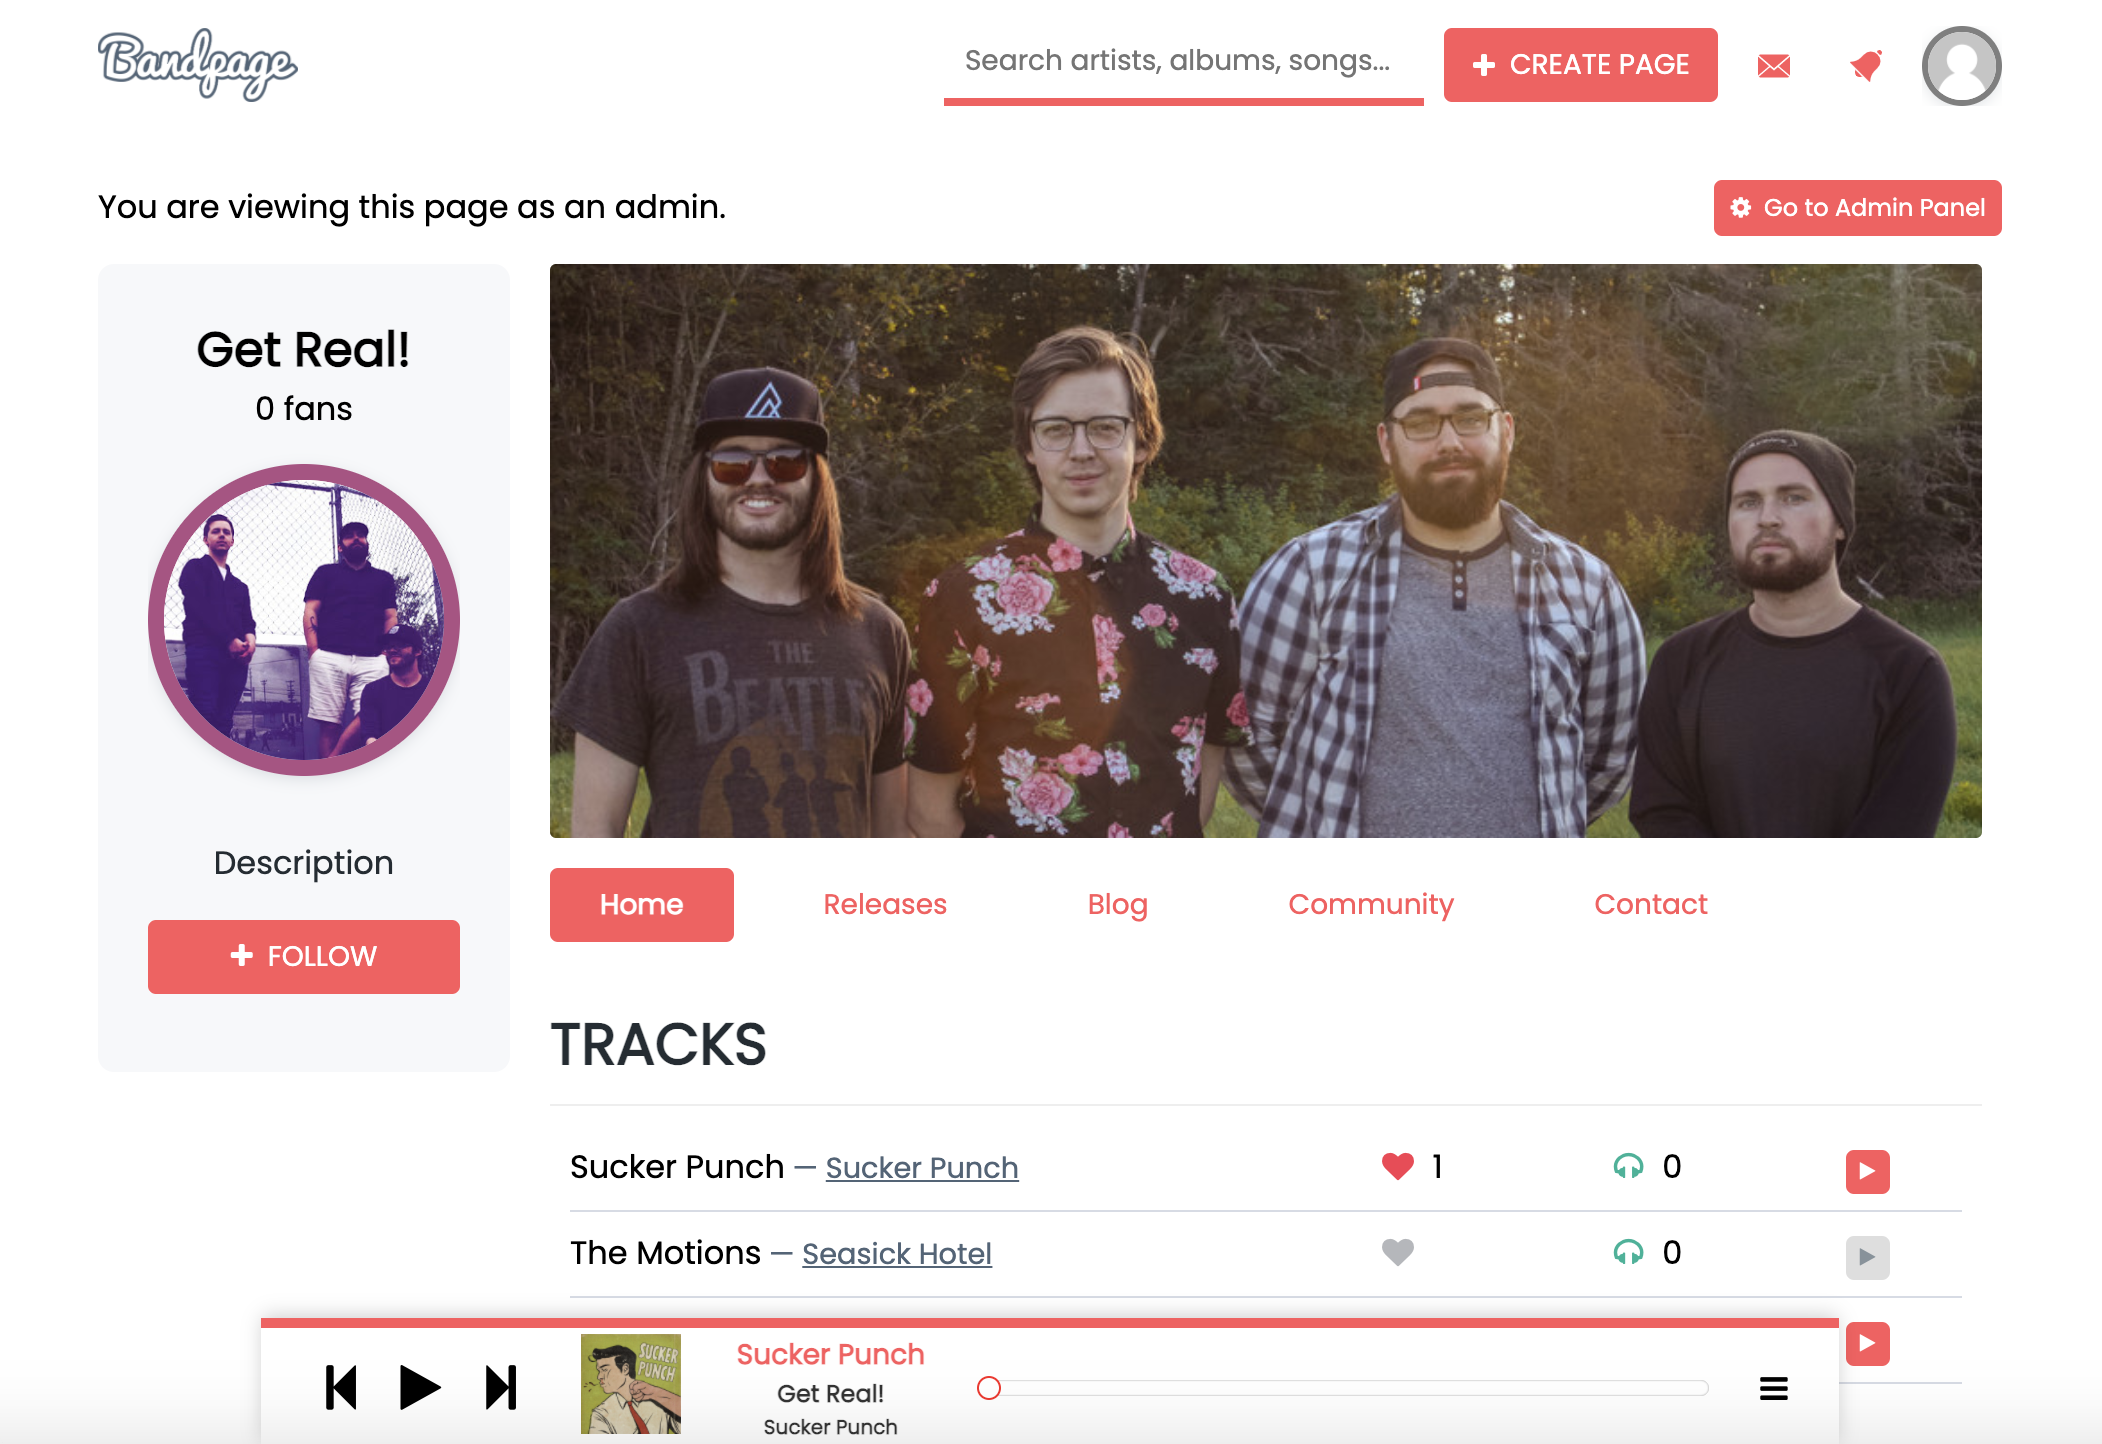 Bandpage
Search artists, albums, songs...
CREATE PAGE
You are viewing this page as an admin.
Go to Admin Panel
Get Real!
0 fans
Description
FOLLOW
THE
BEATLE
Home
Releases
Blog
Community
Contact
TRACKS
Sucker Punch — Sucker Punch
1
0
The Motions — Seasick Hotel
0
SUCKER
PUNCH
Sucker Punch
Get Real!
Sucker Punch